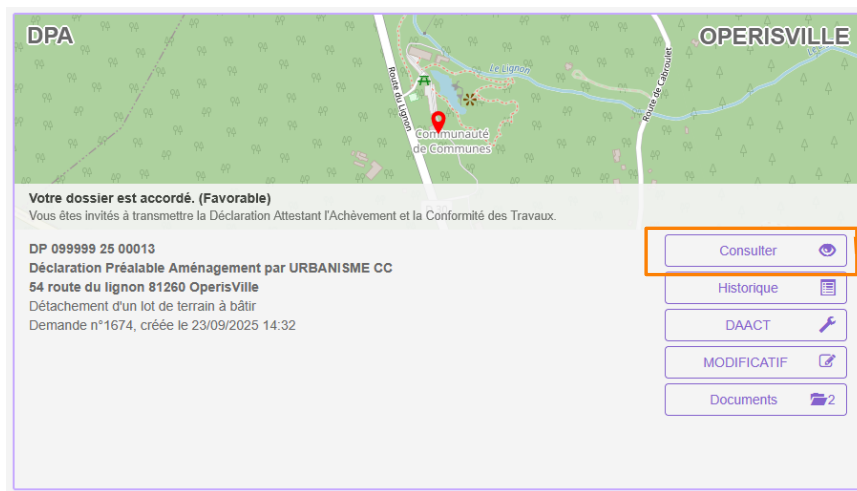 DPA
OPERISVILLE
Le Lignon
Route du Lignon
Route de Cabroulet
Communauté
de Communes
Votre dossier est accordé. (Favorable)
Vous êtes invités à transmettre la Déclaration Attestant l'Achèvement et la Conformité des Travaux.
DP 099999 25 00013
Déclaration Préalable Aménagement par URBANISME CC
54 route du lignon 81260 OperisVille
Détachement d'un lot de terrain à bâtir
Demande n°1674, créée le 23/09/2025 14:32
Consulter
Historique
DAACT
MODIFICATIF
Documents 2